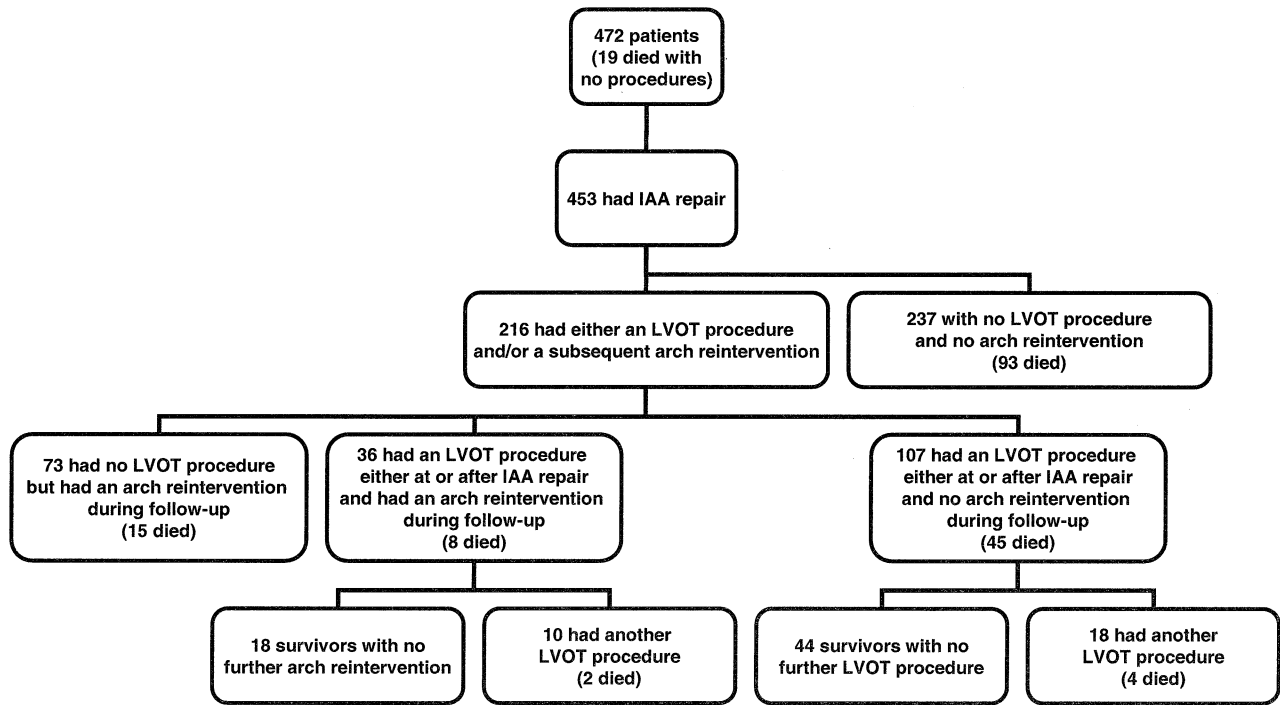 472 patients
(19 died with
no procedures)
453 had IAA repair
216 had either an LVOT procedure
and/or a subsequent arch reintervention
237 with no LVOT procedure
and no arch reintervention
(93 died)
73 had no LVOT procedure
but had an arch reintervention
during follow-up
(15 died)
36 had an LVOT procedure
either at or after IAA repair
and had an arch reintervention
during follow-up
(8 died)
107 had an LVOT procedure
either at or after IAA repair
and no arch reintervention
during follow-up
(45 died)
18 survivors with no
further arch reintervention
10 had another
LVOT procedure
(2 died)
44 survivors with no
further LVOT procedure
18 had another
LVOT procedure
(4 died)